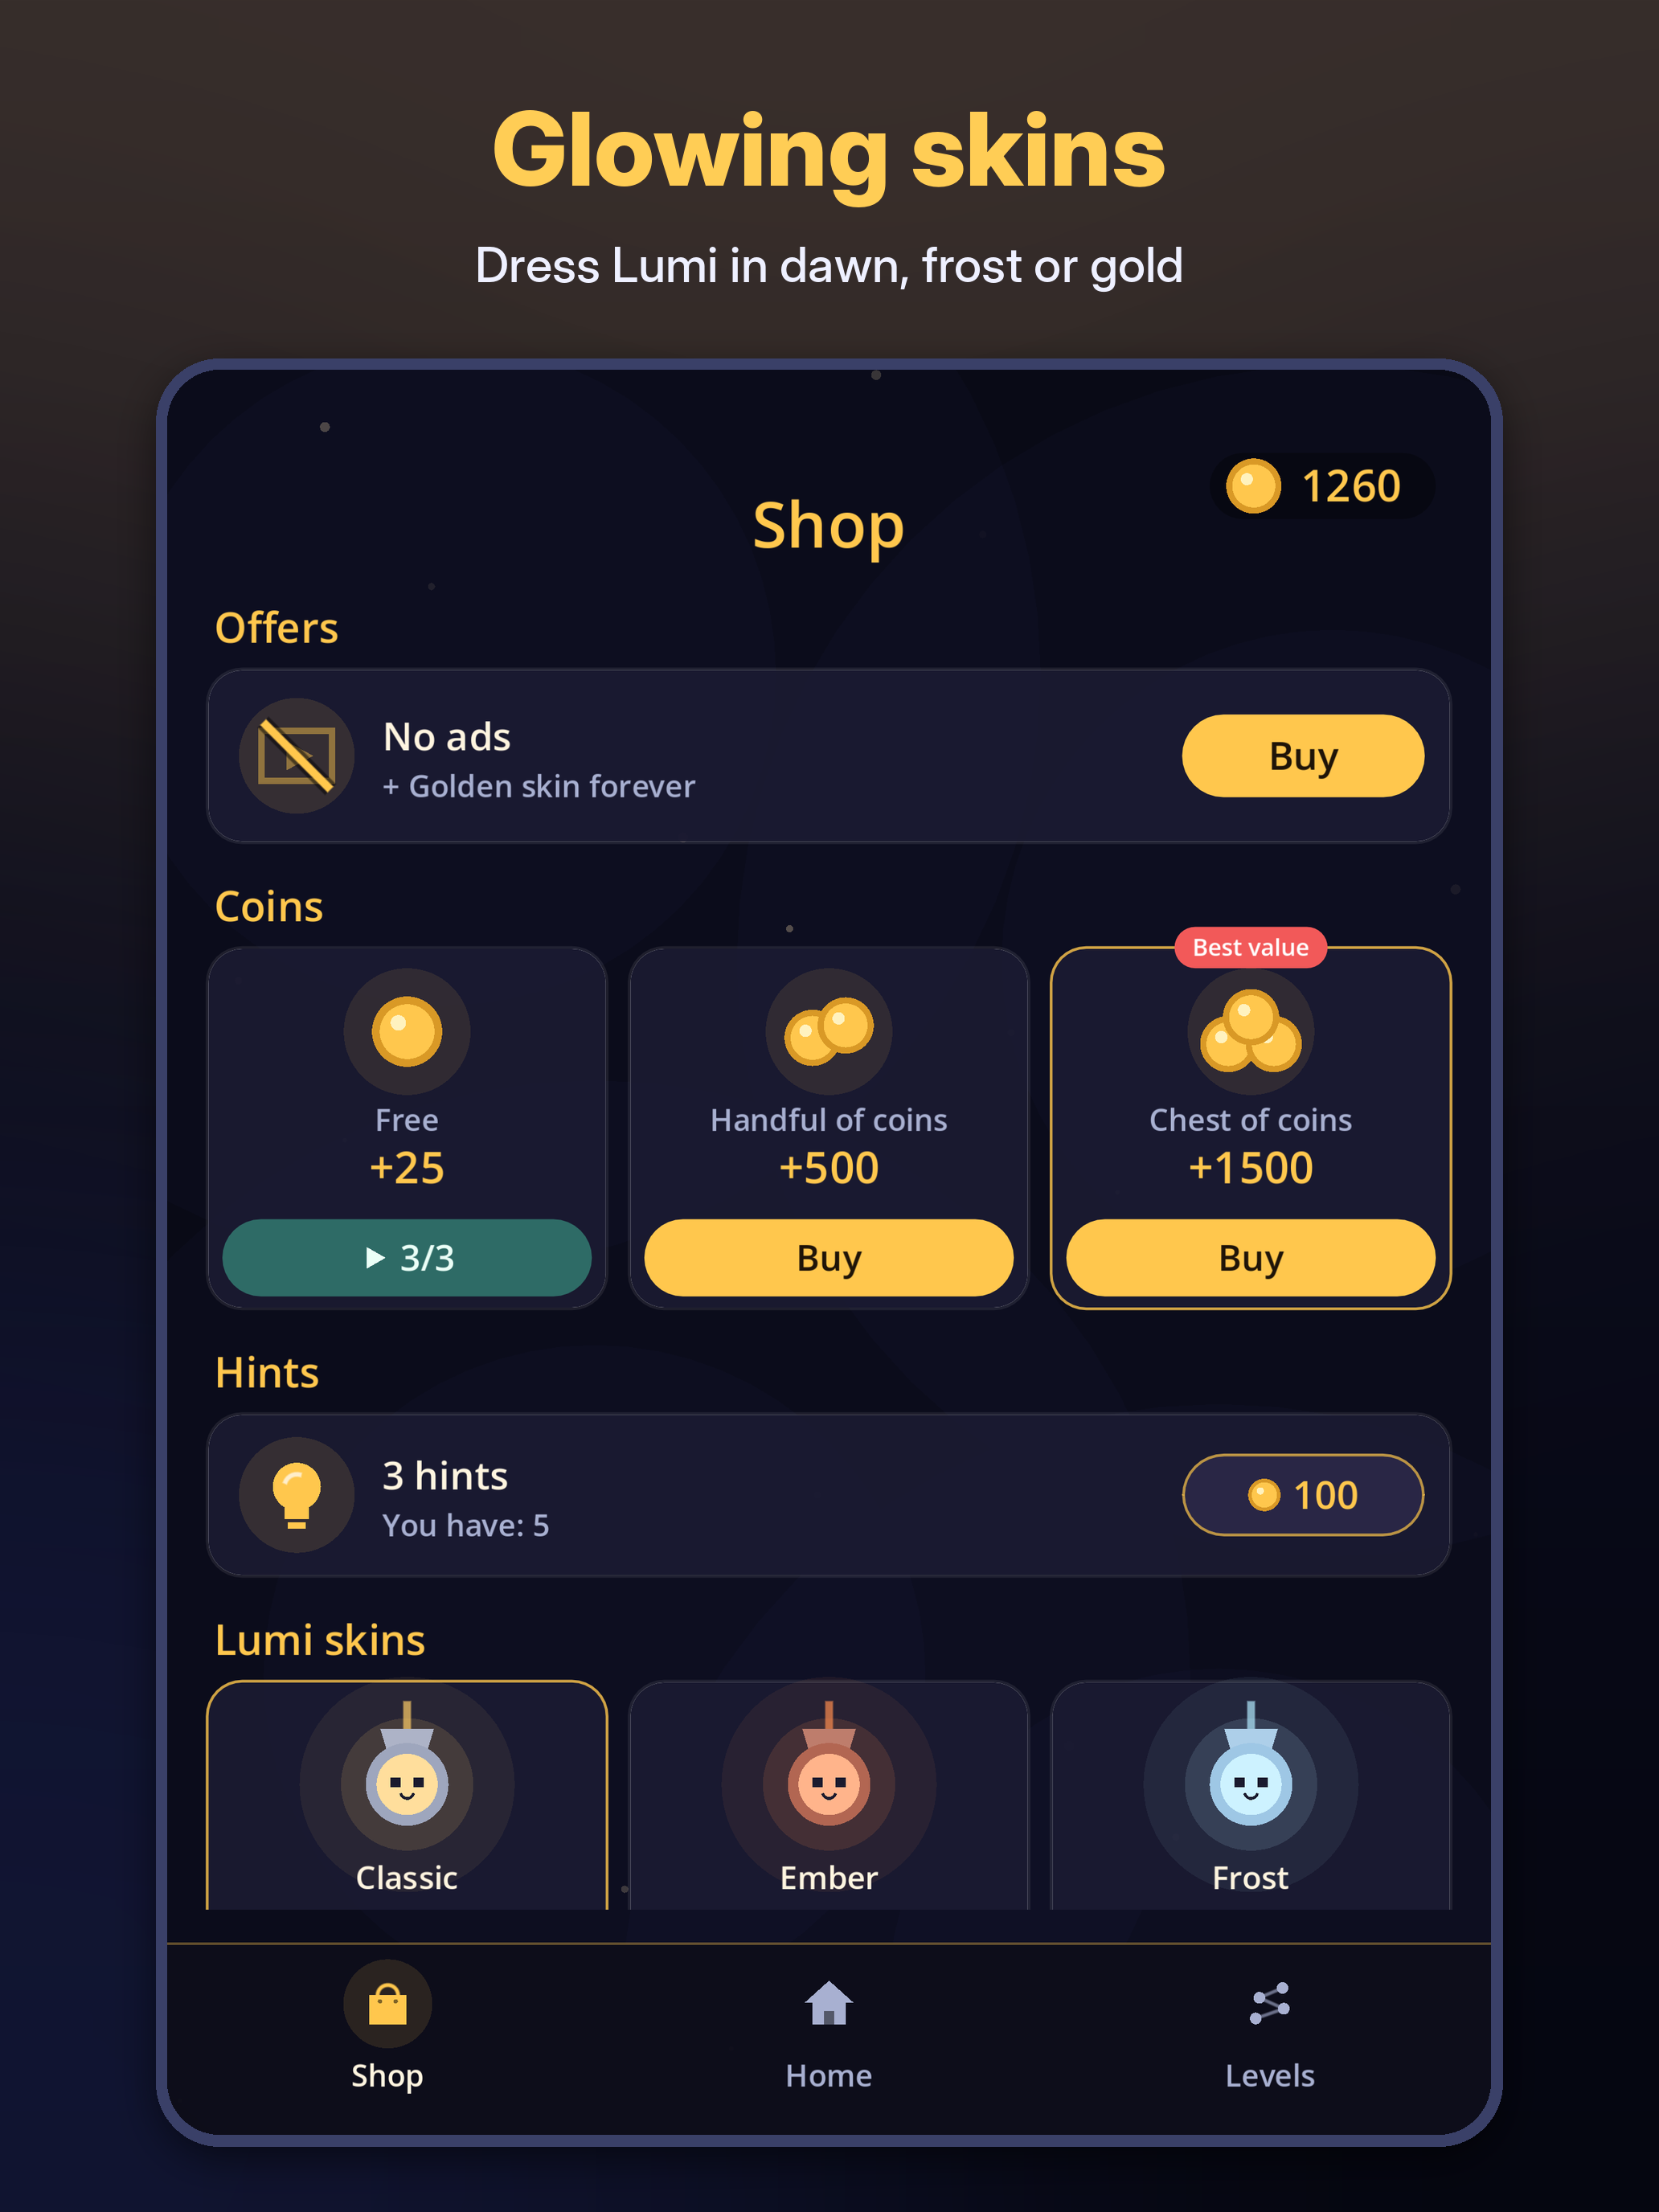 Glowing skins
Dress Lumi in dawn, frost or gold
1260
Shop
Offers
No ads
+ Golden skin forever
Buy
Coins
Best value
Free
+25
3/3
Handful of coins
+500
Buy
Chest of coins
+1500
Buy
Hints
3 hints
You have: 5
100
Lumi skins
Classic
Ember
Frost
Shop
Home
Levels